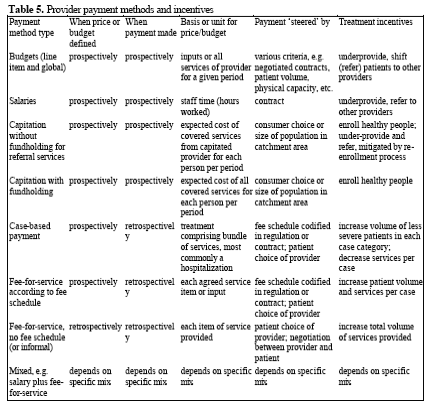 Table 5. Provider payment methods and incentives
Payment When price or When Basis or unit for Payment ‘steered’ by Treatment incentives
method type budget payment made price/budget
defined
Budgets (line prospectively prospectively inputs or all various criteria, e.g. underprovide, shift
item and global) services of provider negotiated contracts, (refer) patients to other
for a given period patient volume, providers
physical capacity, etc.
Salaries prospectively prospectively staff time (hours contract underprovide, refer to
worked) other providers
Capitation prospectively prospectively expected cost of consumer choice or enroll healthy people;
without covered services size of population in under-provide and
fundholding for from capitated catchment area refer, mitigated by re-
referral services provider for each enrollment process
person per period
Capitation with prospectively prospectively expected cost of all consumer choice or enroll healthy people
fundholding covered services for size of population in
each person per catchment area
period
Case-based prospectively retrospectivel treatment fee schedule codified increase volume of less
payment y comprising bundle in regulation or severe patients in each
of services, most contract; patient case category;
commonly a choice of provider decrease services per
hospitalization case
Fee-for-service prospectively retrospectivel each agreed service fee schedule codified increase patient volume
according to fee y item or input in regulation or and services per case
schedule contract; patient
choice of provider
Fee-for-service, retrospectively retrospectivel each item of service patient choice of increase total volume
no fee schedule y provided provider; negotiation of services provided
(or informal) between provider and
patient
Mixed, e.g. depends on depends on depends on specific depends on specific depends on specific
salary plus fee- specific mix specific mix mix mix mix
for-service